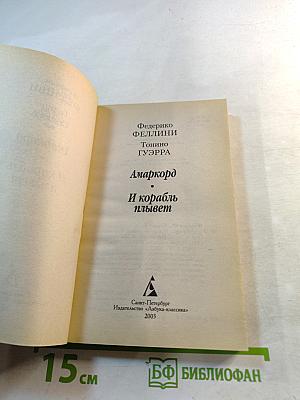 Федерико
ФЕЛЛИНИ
Тонино
ГУЭРРА
Амаркорд
•
И корабль
плывет
Санкт-Петербург
Издательство «Азбука-классика»
2003
15 см
БФ БИБЛИОФАН